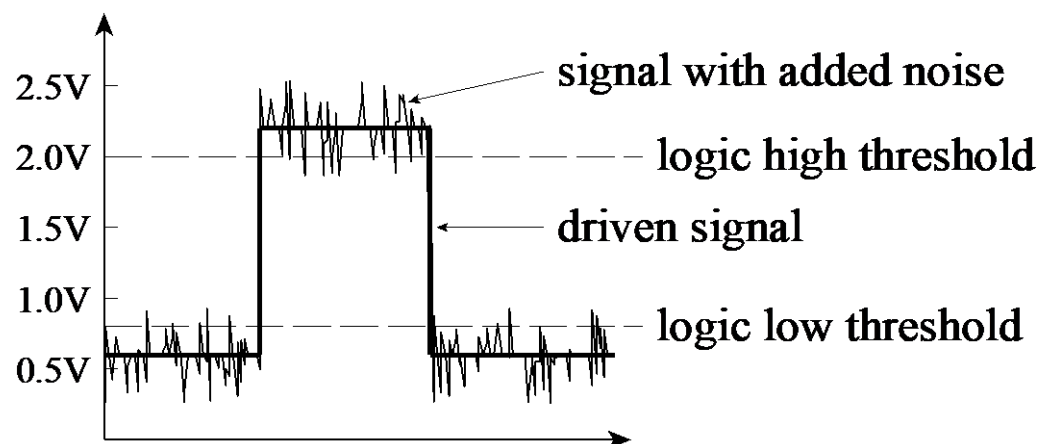 2.5V
signal with added noise
2.0V
logic high threshold
1.5V
driven signal
1.0V
logic low threshold
0.5V